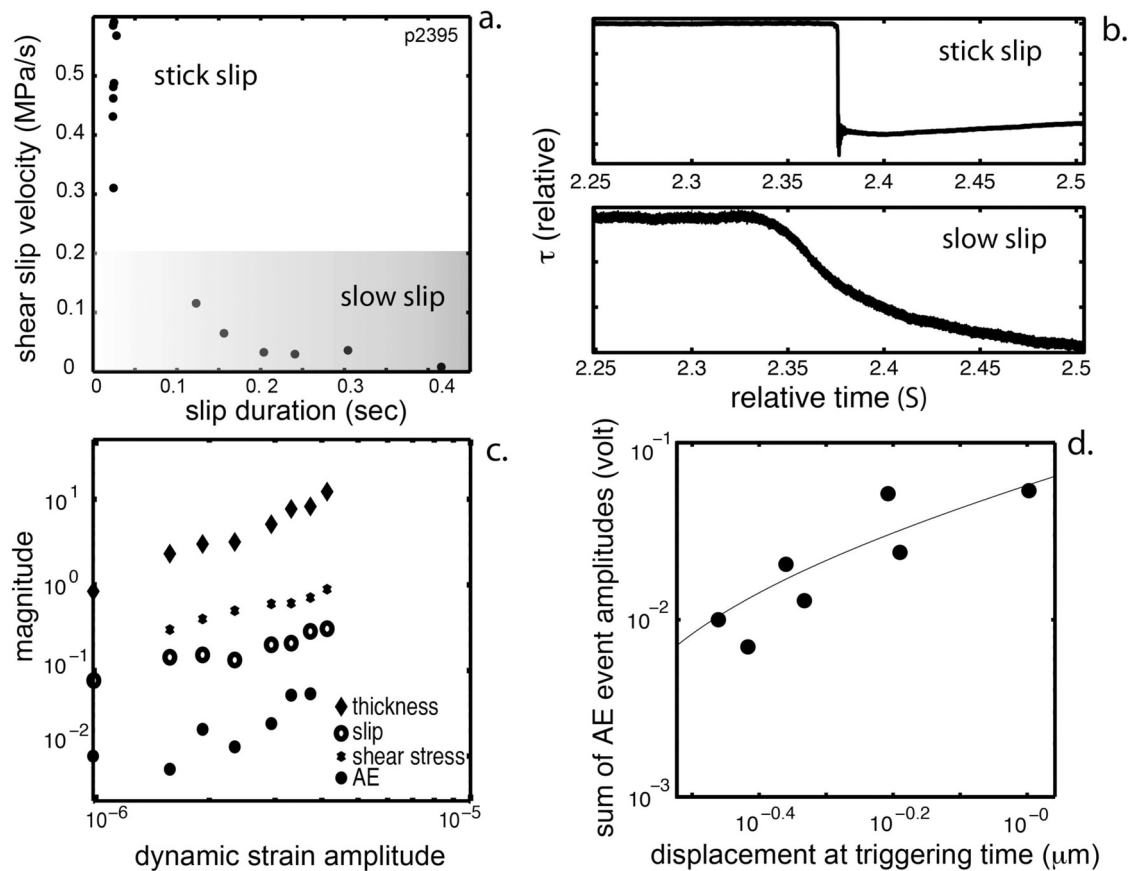 a.
p2395
stick slip
slow slip
0.5
0.4
0.3
0.2
0.1
0
0 0.1 0.2 0.3 0.4
shear slip velocity (MPa/s)
slip duration (sec)
b.
stick slip
2.25 2.3 2.35 2.4 2.45 2.5
slow slip
2.25 2.3 2.35 2.4 2.45 2.5
τ (relative)
relative time (S)
c.
10^1
10^0
10^-1
10^-2
magnitude
thickness
slip
shear stress
AE
10^-6 10^-5
dynamic strain amplitude
d.
10^-1
10^-2
10^-3
sum of AE event amplitudes (volt)
10^-0.4 10^-0.2 10^-0
displacement at triggering time (μm)